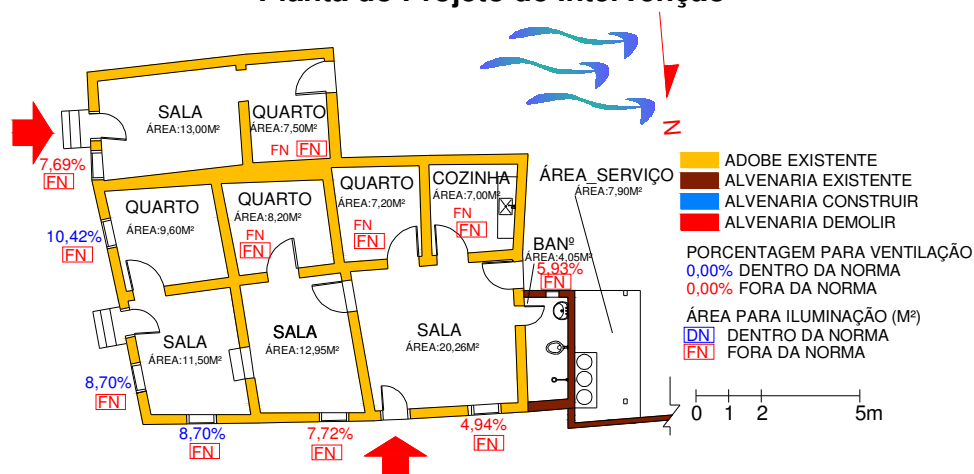 SALA
ÁREA:13,00M²
QUARTO
ÁREA:7,50M²
FN FN
7,69%
FN
QUARTO
ÁREA:9,60M²
QUARTO
ÁREA:8,20M²
FN
FN
QUARTO
ÁREA:7,20M²
FN
FN
COZINHA
ÁREA:7,00M²
FN
FN
ÁREA SERVIÇO
ÁREA:7,90M²
10,42%
FN
BANº
ÁREA:4,05M²
5,93%
FN
SALA
ÁREA:11,50M²
SALA
ÁREA:12,95M²
SALA
ÁREA:20,26M²
8,70%
FN
8,70%
FN
7,72%
FN
4,94%
FN
N
ADOBE EXISTENTE
ALVENARIA EXISTENTE
ALVENARIA CONSTRUIR
ALVENARIA DEMOLIR
PORCENTAGEM PARA VENTILAÇÃO
0,00% DENTRO DA NORMA
0,00% FORA DA NORMA
ÁREA PARA ILUMINAÇÃO (M²)
DN DENTRO DA NORMA
FN FORA DA NORMA
0 1 2 5m